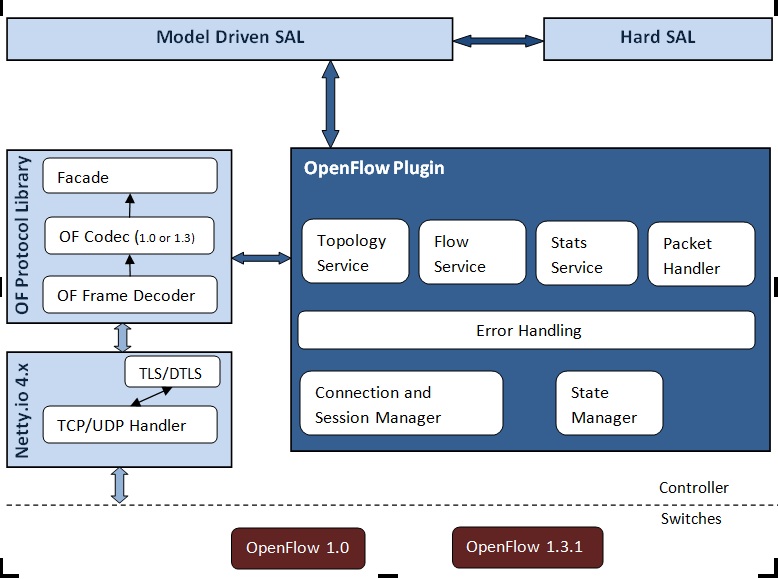 Model Driven SAL
Hard SAL
OF Protocol Library
Facade
OF Codec (1.0 or 1.3)
OF Frame Decoder
OpenFlow Plugin
Topology
Service
Flow
Service
Stats
Service
Packet
Handler
Error Handling
Connection and
Session Manager
State
Manager
Netty.io 4.x
TLS/DTLS
TCP/UDP Handler
Controller
Switches
OpenFlow 1.0
OpenFlow 1.3.1